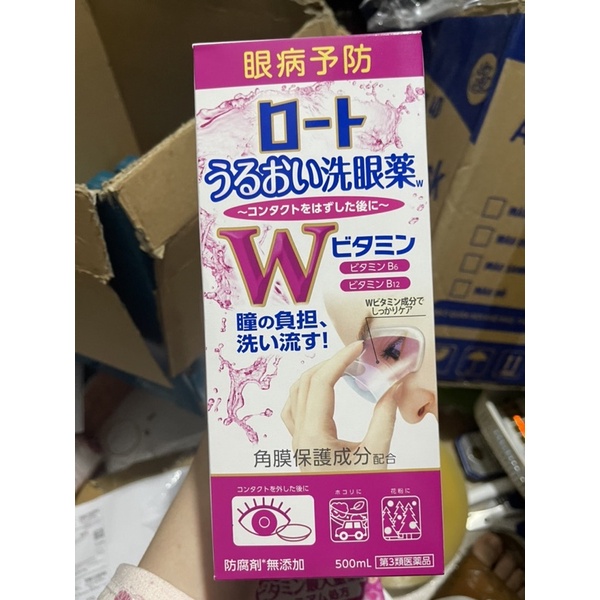 眼病予防
ロート
うるおい洗眼薬W
～コンタクトをはずした後に～
Wビタミン
ビタミンB6
ビタミンB12
Wビタミン成分で
しっかりケア
瞳の負担、
洗い流す!
角膜保護成分配合
コンタクトを外した後に
ホコリに
花粉に
防腐剤*無添加
500mL
第3類医薬品